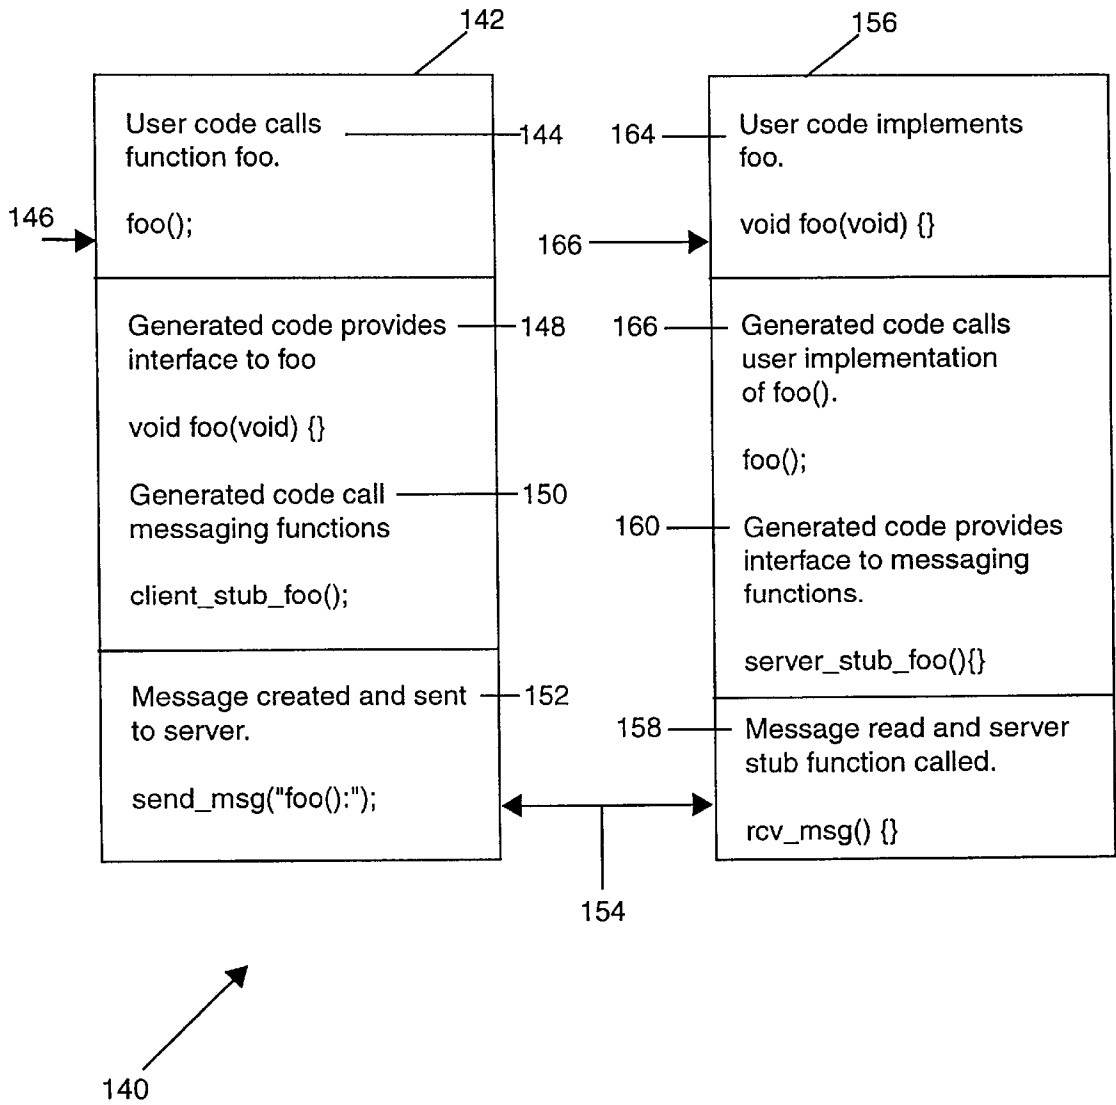 142
156
User code calls
function foo.
144
foo();
146
164
User code implements
foo.
void foo(void) {}
166
Generated code provides
interface to foo
148
void foo(void) {}
Generated code call
messaging functions
150
client_stub_foo();
166
Generated code calls
user implementation
of foo().
foo();
160
Generated code provides
interface to messaging
functions.
server_stub_foo(){}
Message created and sent
to server.
152
send_msg("foo():");
158
Message read and server
stub function called.
rcv_msg() {}
154
140